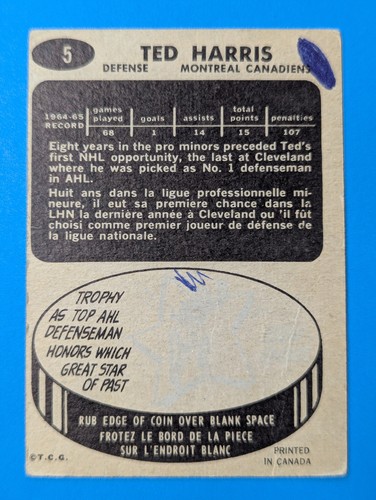 5 TED HARRIS
DEFENSE MONTREAL CANADIENS
1964-65 RECORD games played goals assists total points penalties
68 1 14 15 107
Eight years in the pro minors preceded Ted's
first NHL opportunity, the last at Cleveland
where he was picked as No. 1 defenseman
in AHL.
Huit ans dans la ligue professionnelle mi-
neure, il eut sa premiere chance dans la
LHN la dernière année à Cleveland ou 'il fût
choisi comme premier joueur de défense de
la ligue nationale.
TROPHY
AS TOP AHL
DEFENSEMAN
HONORS WHICH
GREAT STAR
OF PAST
RUB EDGE OF COIN OVER BLANK SPACE
FROTEZ LE BORD DE LA PIECE
SUR L'ENDROIT BLANC
©T.C.G.
PRINTED
IN CANADA